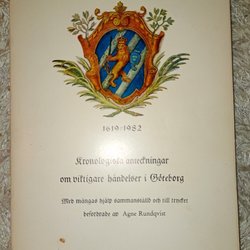 1619-1982
Kronologiska anteckningar
om viktigare händelser i Göteborg
Med mångas hjälp sammanställd och till trycket
befordrade av Agne Rundqvist